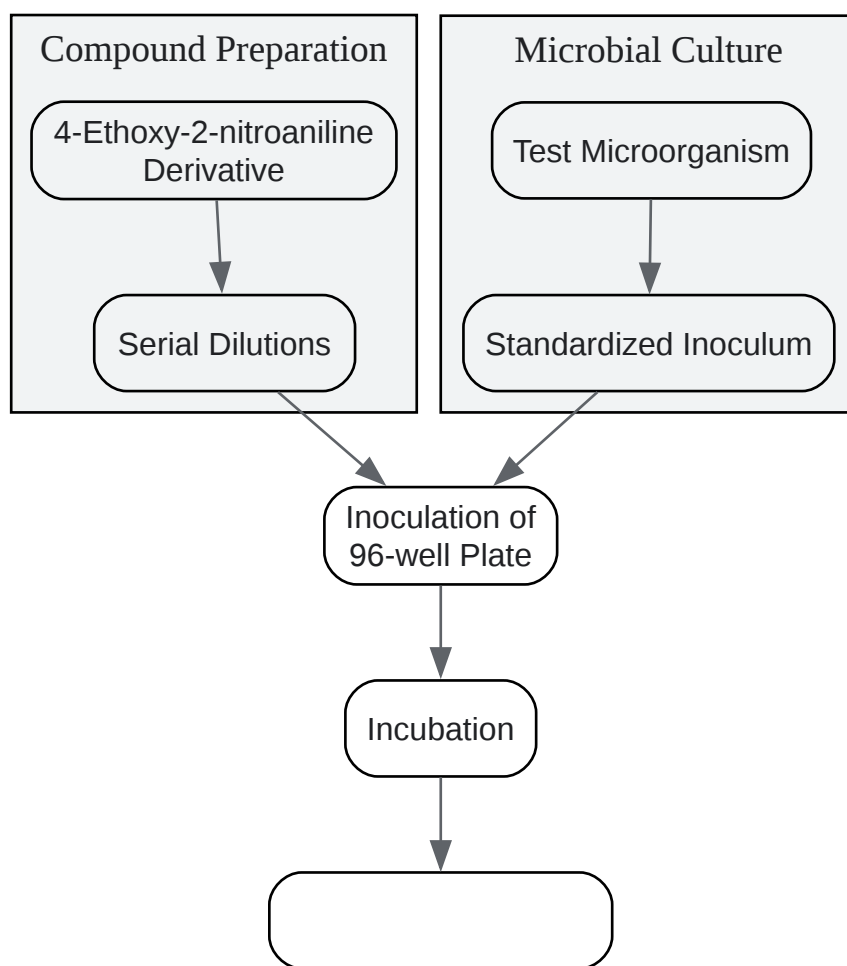 Compound Preparation
4-Ethoxy-2-nitroaniline
Derivative
Serial Dilutions
Microbial Culture
Test Microorganism
Standardized Inoculum
Inoculation of
96-well Plate
Incubation